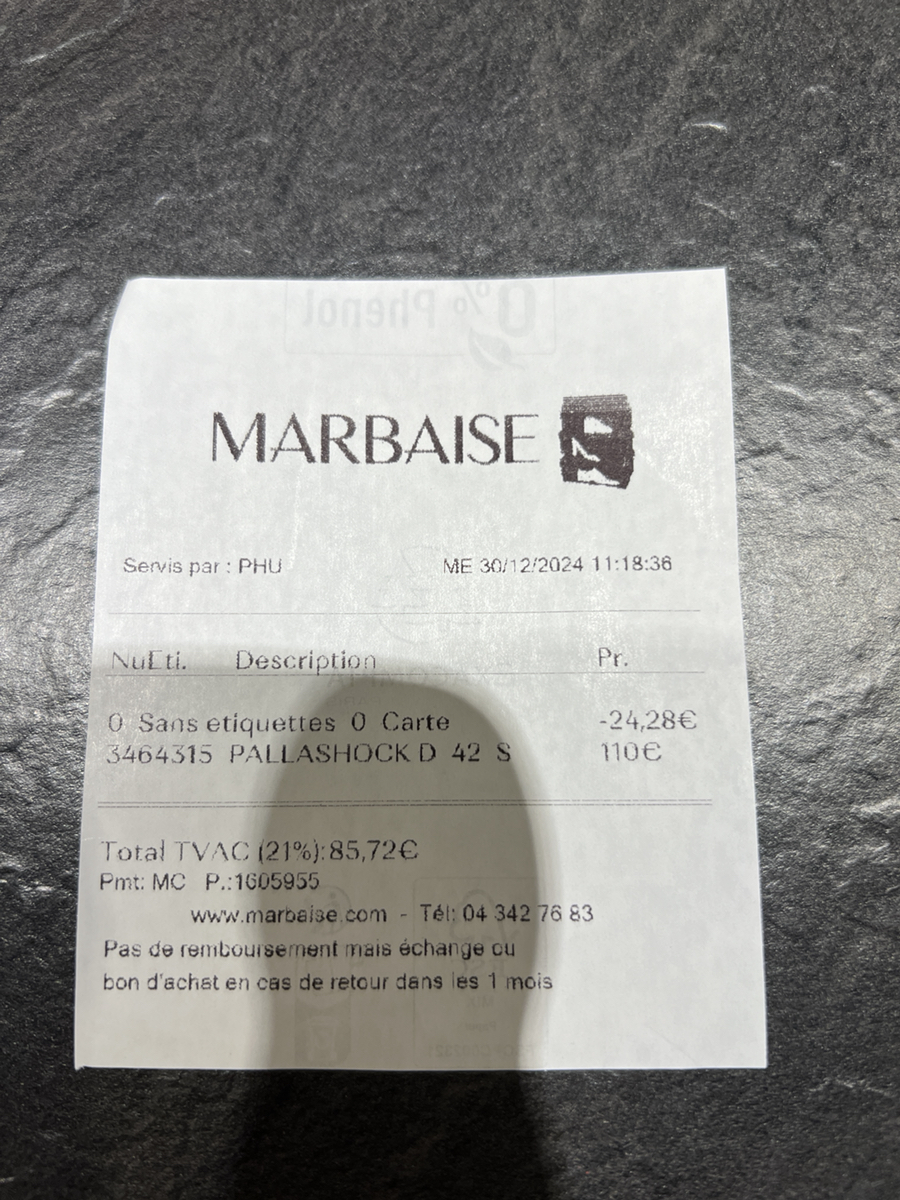 MARBAISE
Servis par : PHU ME 30/12/2024 11:18:36
NuEti. Description Pr.
0 Sans etiquettes 0 Carte -24,28€
3464315 PALLASHOCK D 42 S 110€
Total TVAC (21%):85,72€
Pmt: MC P.:1605955
www.marbaise.com - Tél: 04 342 76 83
Pas de remboursement mais échange ou
bon d'achat en cas de retour dans les 1 mois
0% Phenol